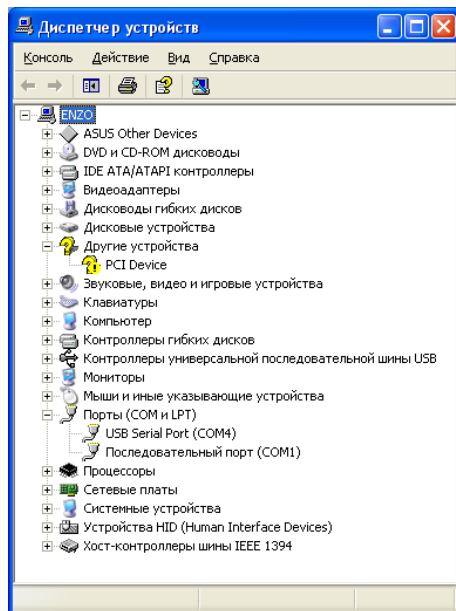 Диспетчер устройств
Консоль Действие Вид Справка
ENZO
ASUS Other Devices
DVD и CD-ROM дисководы
IDE ATA/ATAPI контроллеры
Видеоадаптеры
Дисководы гибких дисков
Дисковые устройства
Другие устройства
PCI Device
Звуковые, видео и игровые устройства
Клавиатуры
Компьютер
Контроллеры гибких дисков
Контроллеры универсальной последовательной шины USB
Мониторы
Мыши и иные указывающие устройства
Порты (COM и LPT)
USB Serial Port (COM4)
Последовательный порт (COM1)
Процессоры
Сетевые платы
Системные устройства
Устройства HID (Human Interface Devices)
Хост-контроллеры шины IEEE 1394